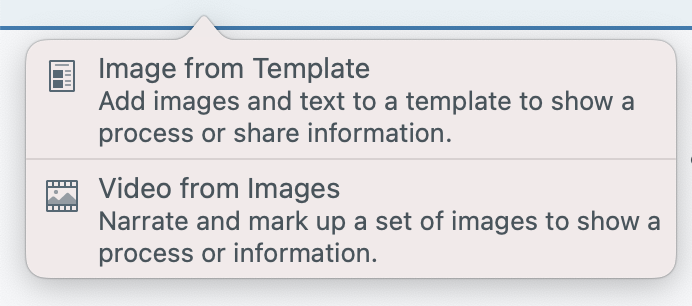 Image from Template
Add images and text to a template to show a
process or share information.
Video from Images
Narrate and mark up a set of images to show a
process or information.